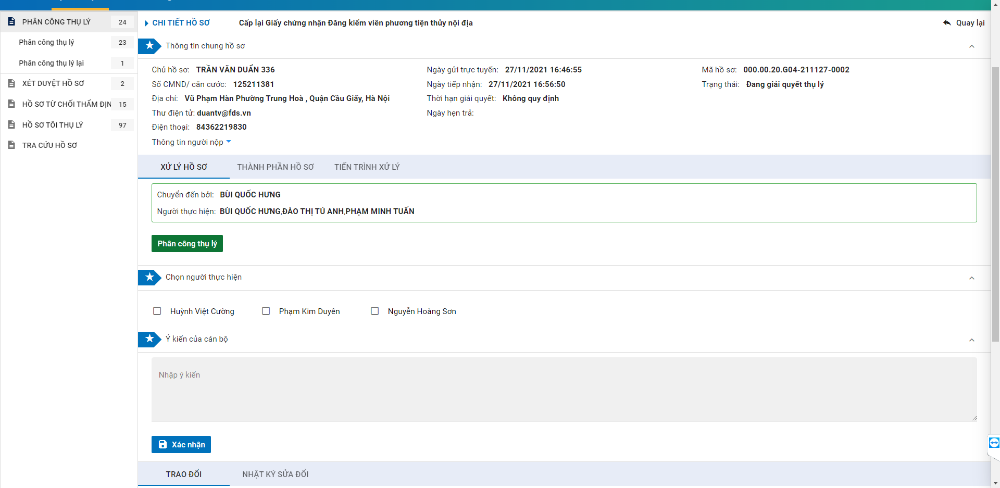 PHÂN CÔNG THỤ LÝ 24
Phân công thụ lý 23
Phân công thụ lý lại 1
XÉT DUYỆT HỒ SƠ 2
HỒ SƠ TỪ CHỐI THẨM ĐỊN 15
HỒ SƠ TÔI THỤ LÝ 97
TRA CỨU HỒ SƠ
CHI TIẾT HỒ SƠ Cấp lại Giấy chứng nhận Đăng kiểm viên phương tiện thủy nội địa Quay lại
Thông tin chung hồ sơ
Chủ hồ sơ: TRẦN VĂN DUẨN 336 Ngày gửi trực tuyến: 27/11/2021 16:46:55 Mã hồ sơ: 000.00.20.G04-211127-0002
Số CMND/ căn cước: 125211381 Ngày tiếp nhận: 27/11/2021 16:56:50 Trạng thái: Đang giải quyết thụ lý
Địa chỉ: Vũ Phạm Hàn Phường Trung Hoà , Quận Cầu Giấy, Hà Nội Thời hạn giải quyết: Không quy định
Thư điện tử: duantv@fds.vn Ngày hẹn trả:
Điện thoại: 84362219830
Thông tin người nộp
XỬ LÝ HỒ SƠ THÀNH PHẦN HỒ SƠ TIẾN TRÌNH XỬ LÝ
Chuyển đến bởi: BÙI QUỐC HƯNG
Người thực hiện: BÙI QUỐC HƯNG,ĐÀO THỊ TÚ ANH,PHẠM MINH TUẤN
Phân công thụ lý
Chọn người thực hiện
Huỳnh Việt Cường Phạm Kim Duyên Nguyễn Hoàng Sơn
Ý kiến của cán bộ
Nhập ý kiến
Xác nhận
TRAO ĐỔI NHẬT KÝ SỬA ĐỔI